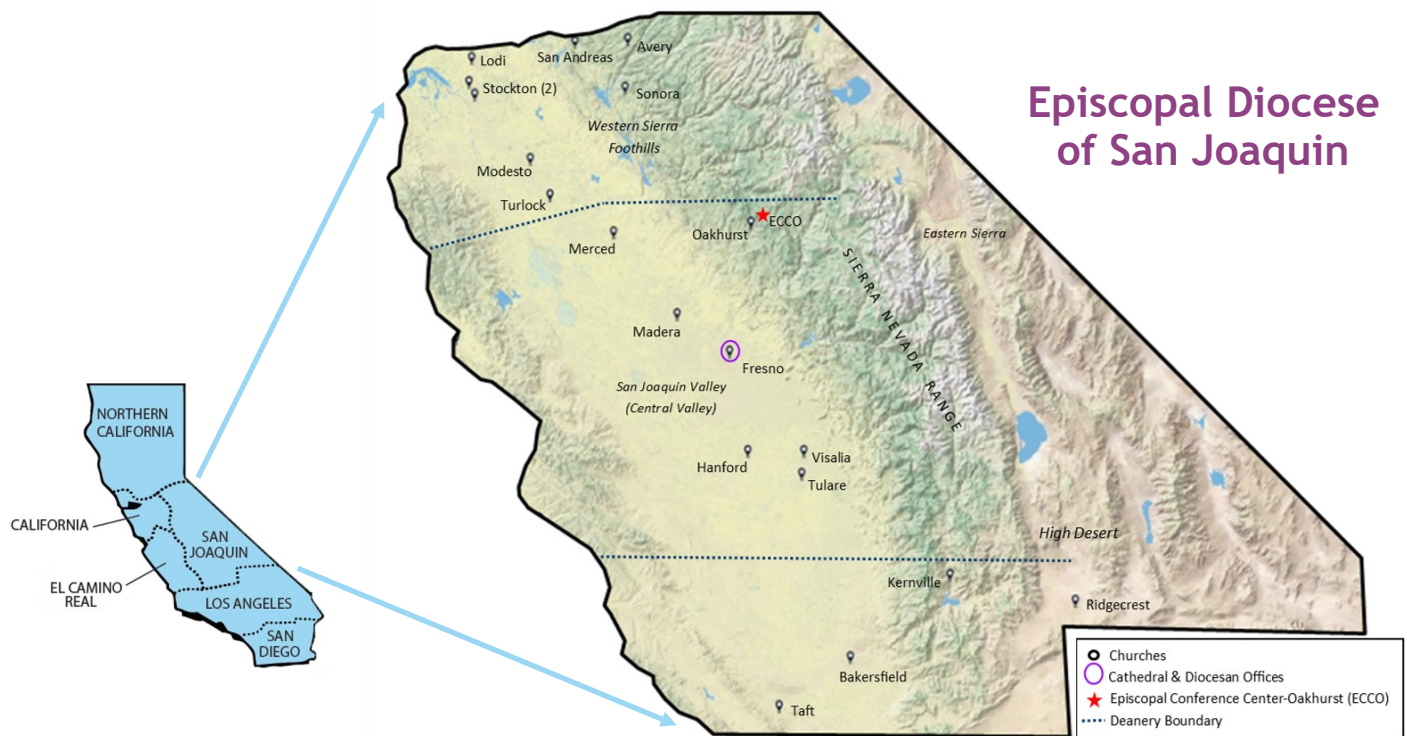 Episcopal Diocese
of San Joaquin
Lodi
San Andreas
Avery
Stockton (2)
Sonora
Western Sierra
Foothills
Modesto
Turlock
Merced
Oakhurst
ECCO
Eastern Sierra
SIERRA NEVADA RANGE
Madera
Fresno
San Joaquin Valley
(Central Valley)
Hanford
Visalia
Tulare
High Desert
Kernville
Ridgecrest
Bakersfield
Taft
NORTHERN
CALIFORNIA
CALIFORNIA
SAN
JOAQUIN
EL CAMINO
REAL
LOS ANGELES
SAN
DIEGO
Churches
Cathedral & Diocesan Offices
Episcopal Conference Center-Oakhurst (ECCO)
Deanery Boundary